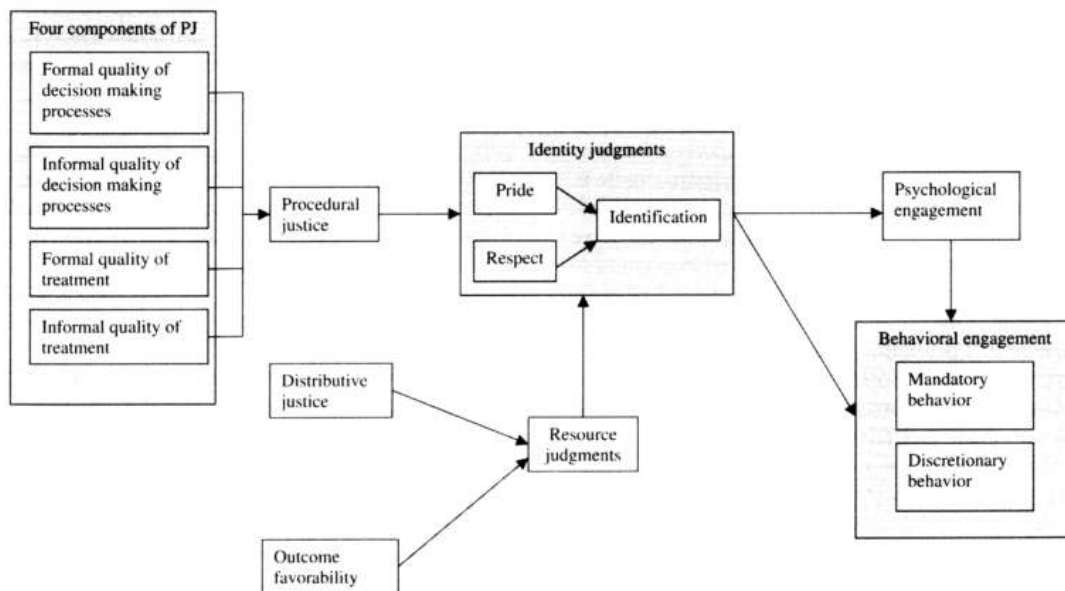 Four components of PJ
Formal quality of
decision making
processes
Informal quality of
decision making
processes
Formal quality of
treatment
Informal quality of
treatment
Procedural
justice
Distributive
justice
Outcome
favorability
Resource
judgments
Identity judgments
Pride
Respect
Identification
Psychological
engagement
Behavioral engagement
Mandatory
behavior
Discretionary
behavior